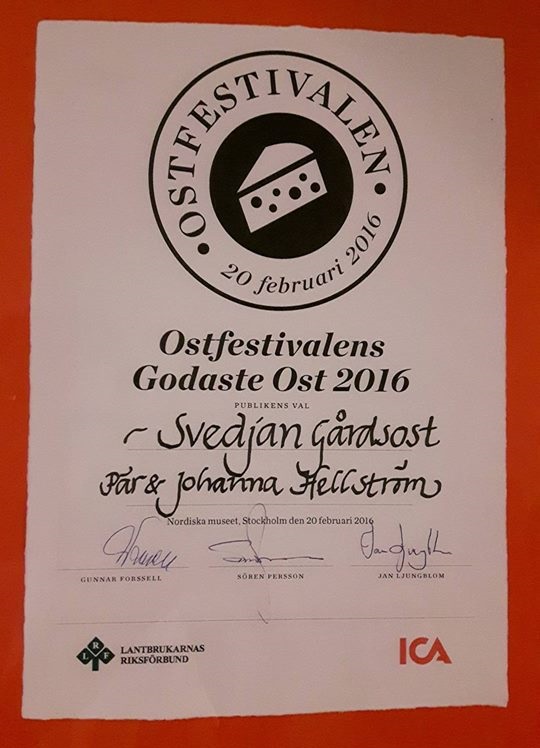 OSTFESTIVALEN
20 februari 2016
Ostfestivalens
Godaste Ost 2016
PUBLIKENS VAL
~ Svedjan Gårdsost
Pär & Johanna Hellström
Nordiska museet, Stockholm den 20 februari 2016
GUNNAR FORSSELL
SÖREN PERSSON
JAN LJUNGBLOM
LRF
LANTBRUKARNAS
RIKSFÖRBUND
ICA